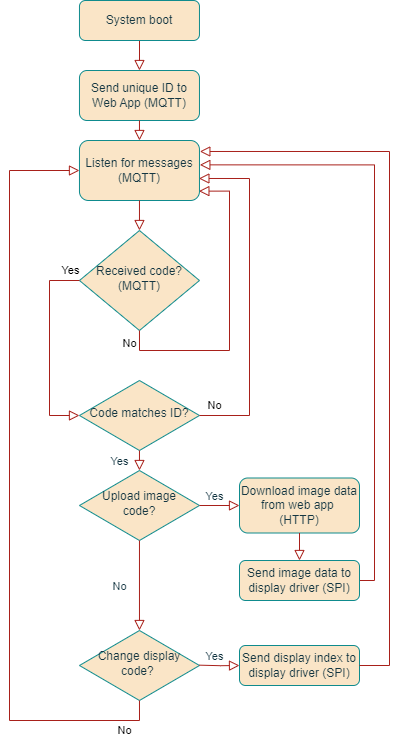 System boot
Send unique ID to
Web App (MQTT)
Listen for messages
(MQTT)
Yes
Received code?
(MQTT)
No
Code matches ID?
No
Yes
Upload image
code?
Yes
Download image data
from web app
(HTTP)
Send image data to
display driver (SPI)
No
Change display
code?
Yes
Send display index to
display driver (SPI)
No